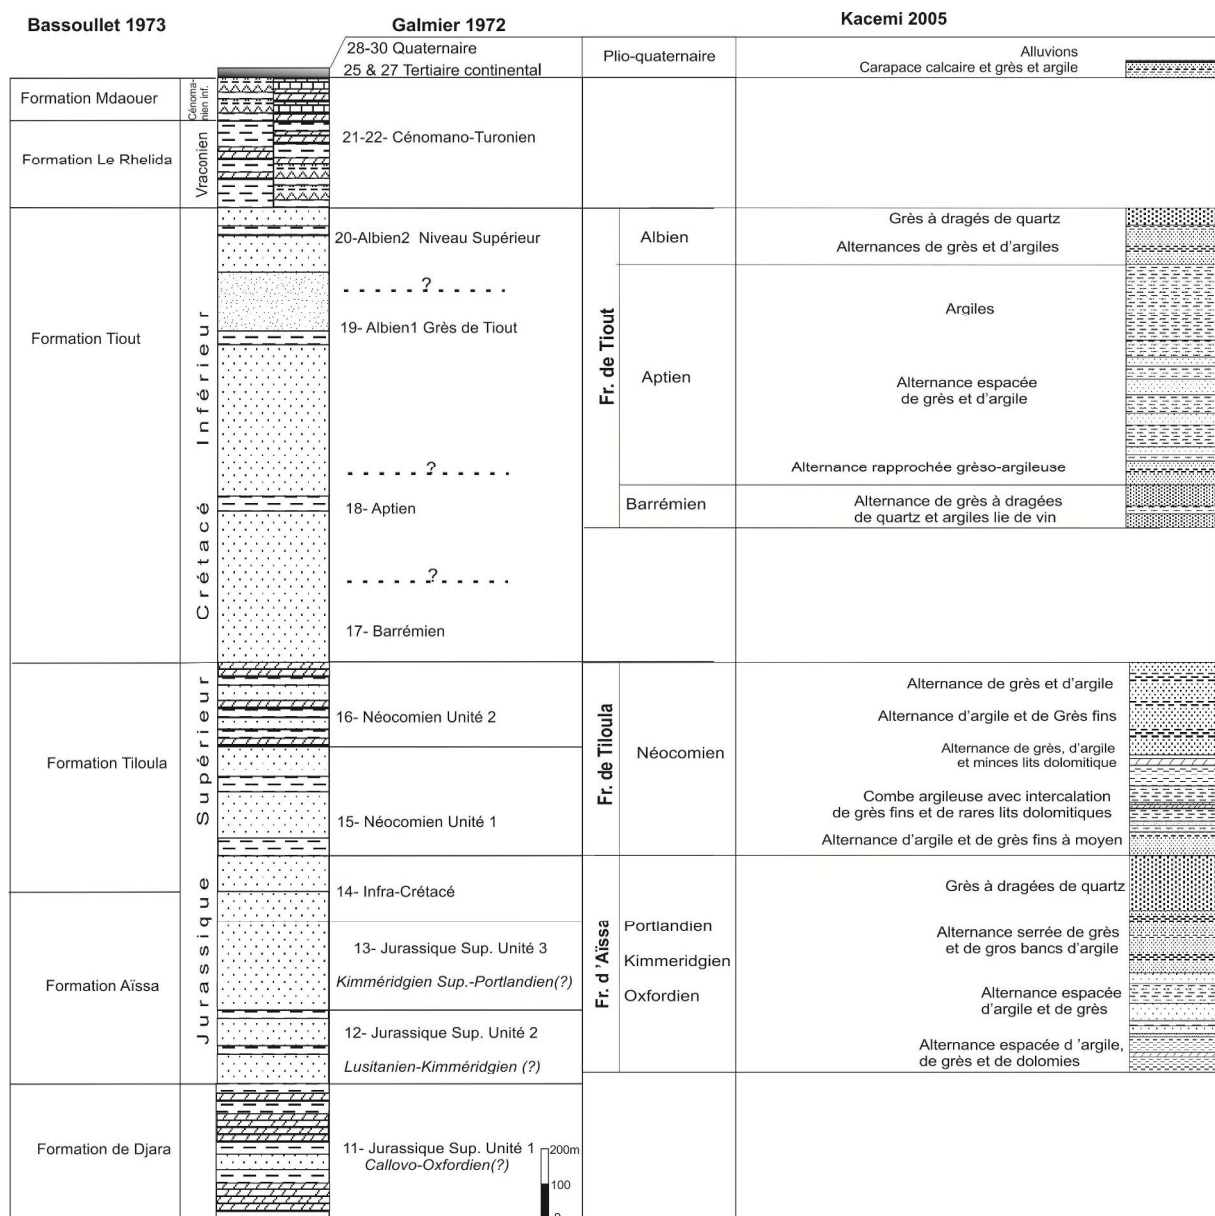 Bassoullet 1973
Galmier 1972
Kacemi 2005
Formation Mdaouer
Formation Le Rhelida
Formation Tiout
Formation Tiloula
Formation Aïssa
Formation de Djara
Cénoma-
nien inf.
Vraconien
Crétacé Inférieur
Jurassique Supérieur
28-30 Quaternaire
25 & 27 Tertiaire continental
21-22- Cénomano-Turonien
20-Albien2 Niveau Supérieur
?
19- Albien1 Grès de Tiout
?
18- Aptien
?
17- Barrémien
16- Néocomien Unité 2
15- Néocomien Unité 1
14- Infra-Crétacé
13- Jurassique Sup. Unité 3
Kimméridgien Sup.-Portlandien(?)
12- Jurassique Sup. Unité 2
Lusitanien-Kimméridgien (?)
11- Jurassique Sup. Unité 1
Callovo-Oxfordien(?)
200m
100
0
Plio-quaternaire
Alluvions
Carapace calcaire et grès et argile
Fr. de Tiout
Albien
Grès à dragés de quartz
Alternances de grès et d'argiles
Aptien
Argiles
Alternance espacée
de grès et d'argile
Alternance rapprochée grèso-argileuse
Barrémien
Alternance de grès à dragées
de quartz et argiles lie de vin
Fr. de Tiloula
Néocomien
Alternance de grès et d'argile
Alternance d'argile et de Grès fins
Alternance de grès, d'argile
et minces lits dolomitique
Combe argileuse avec intercalation
de grès fins et de rares lits dolomitiques
Alternance d'argile et de grès fins à moyen
Fr. d 'Aïssa
Portlandien
Kimmeridgien
Oxfordien
Grès à dragées de quartz
Alternance serrée de grès
et de gros bancs d'argile
Alternance espacée
d'argile et de grès
Alternance espacée d 'argile,
de grès et de dolomies